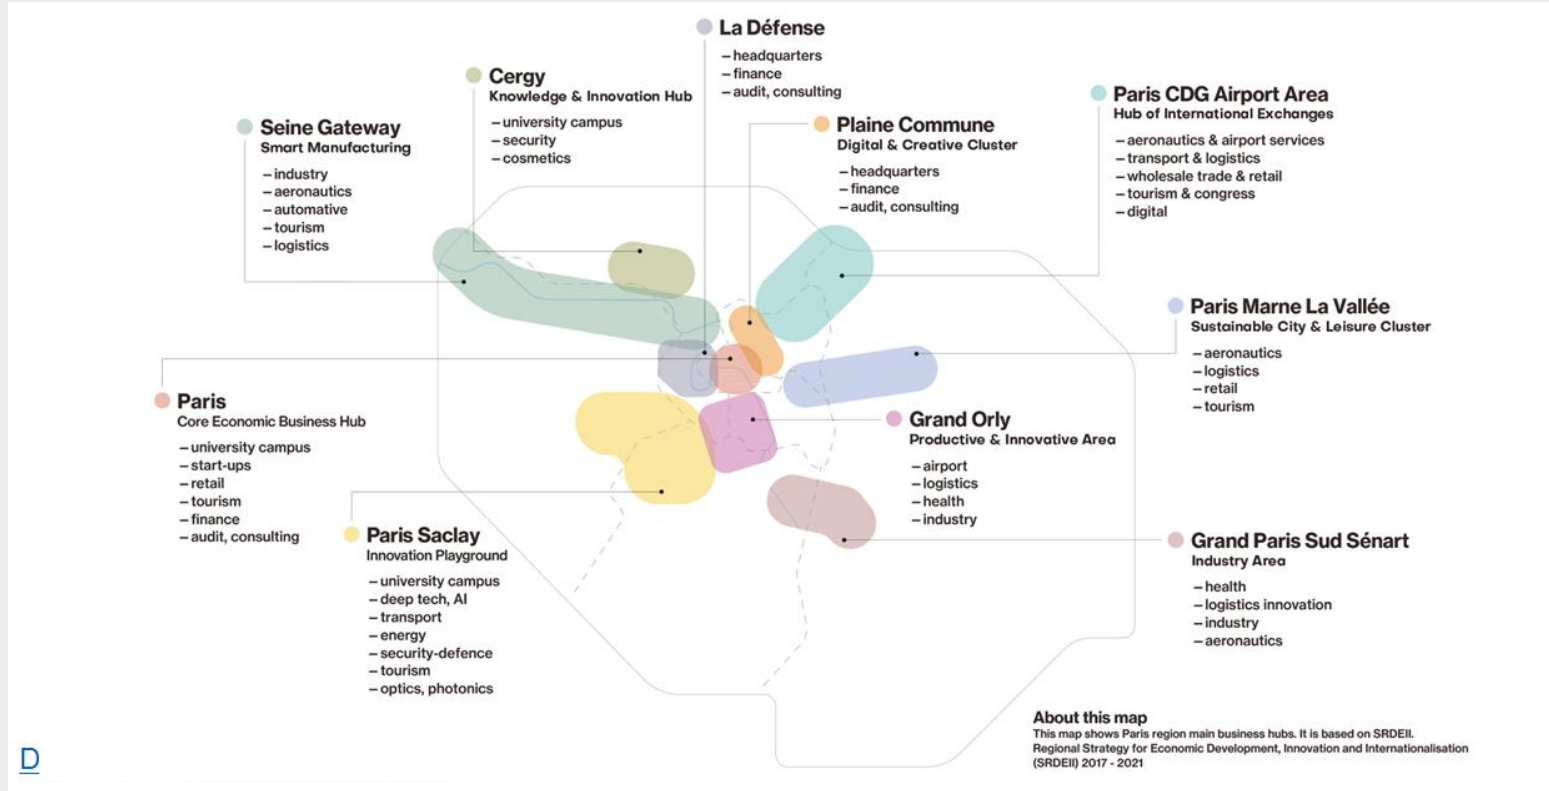 La Défense
– headquarters
– finance
– audit, consulting
Cergy
Knowledge & Innovation Hub
– university campus
– security
– cosmetics
Seine Gateway
Smart Manufacturing
– industry
– aeronautics
– automative
– tourism
– logistics
Plaine Commune
Digital & Creative Cluster
– headquarters
– finance
– audit, consulting
Paris CDG Airport Area
Hub of International Exchanges
– aeronautics & airport services
– transport & logistics
– wholesale trade & retail
– tourism & congress
– digital
Paris Marne La Vallée
Sustainable City & Leisure Cluster
– aeronautics
– logistics
– retail
– tourism
Paris
Core Economic Business Hub
– university campus
– start-ups
– retail
– tourism
– finance
– audit, consulting
Grand Orly
Productive & Innovative Area
– airport
– logistics
– health
– industry
Paris Saclay
Innovation Playground
– university campus
– deep tech, AI
– transport
– energy
– security-defence
– tourism
– optics, photonics
Grand Paris Sud Sénart
Industry Area
– health
– logistics innovation
– industry
– aeronautics
About this map
This map shows Paris region main business hubs. It is based on SRDEII.
Regional Strategy for Economic Development, Innovation and Internationalisation
(SRDEII) 2017 - 2021
D